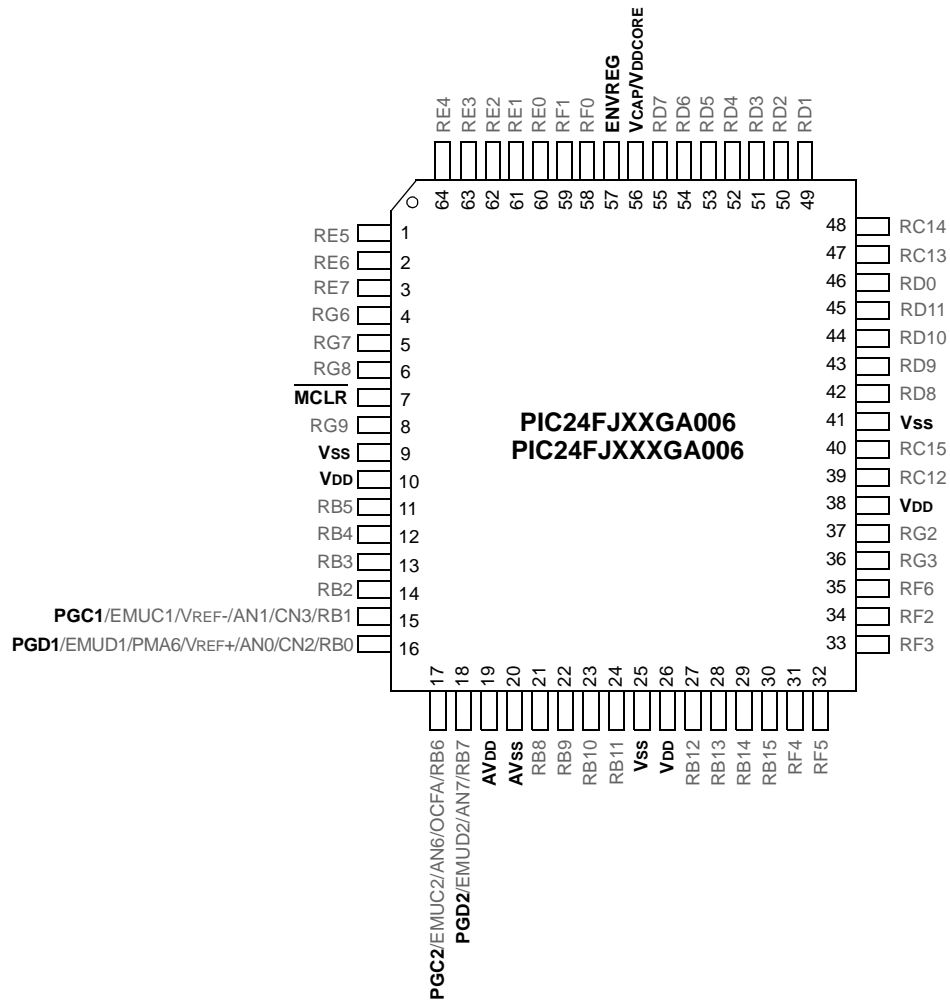 RE4
RE3
RE2
RE1
RE0
RF1
RF0
ENVREG
VCAP/VDDCORE
RD7
RD6
RD5
RD4
RD3
RD2
RD1
64
63
62
61
60
59
58
57
56
55
54
53
52
51
50
49
RE5 1
RE6 2
RE7 3
RG6 4
RG7 5
RG8 6
MCLR 7
RG9 8
VSS 9
VDD 10
RB5 11
RB4 12
RB3 13
RB2 14
PGC1/EMUC1/VREF-/AN1/CN3/RB1 15
PGD1/EMUD1/PMA6/VREF+/AN0/CN2/RB0 16
PIC24FJXXGA006
PIC24FJXXXGA006
48 RC14
47 RC13
46 RD0
45 RD11
44 RD10
43 RD9
42 RD8
41 VSS
40 RC15
39 RC12
38 VDD
37 RG2
36 RG3
35 RF6
34 RF2
33 RF3
17
18
19
20
21
22
23
24
25
26
27
28
29
30
31
32
PGC2/EMUC2/AN6/OCFA/RB6
PGD2/EMUD2/AN7/RB7
AVDD
AVSS
RB8
RB9
RB10
RB11
VSS
VDD
RB12
RB13
RB14
RB15
RF4
RF5